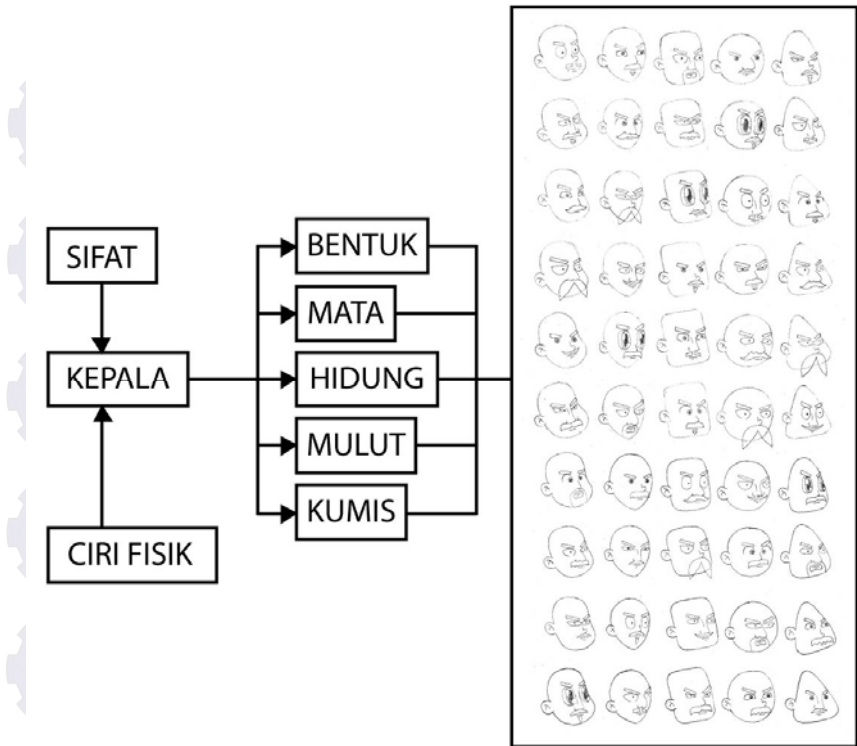 SIFAT
KEPALA
CIRI FISIK
BENTUK
MATA
HIDUNG
MULUT
KUMIS